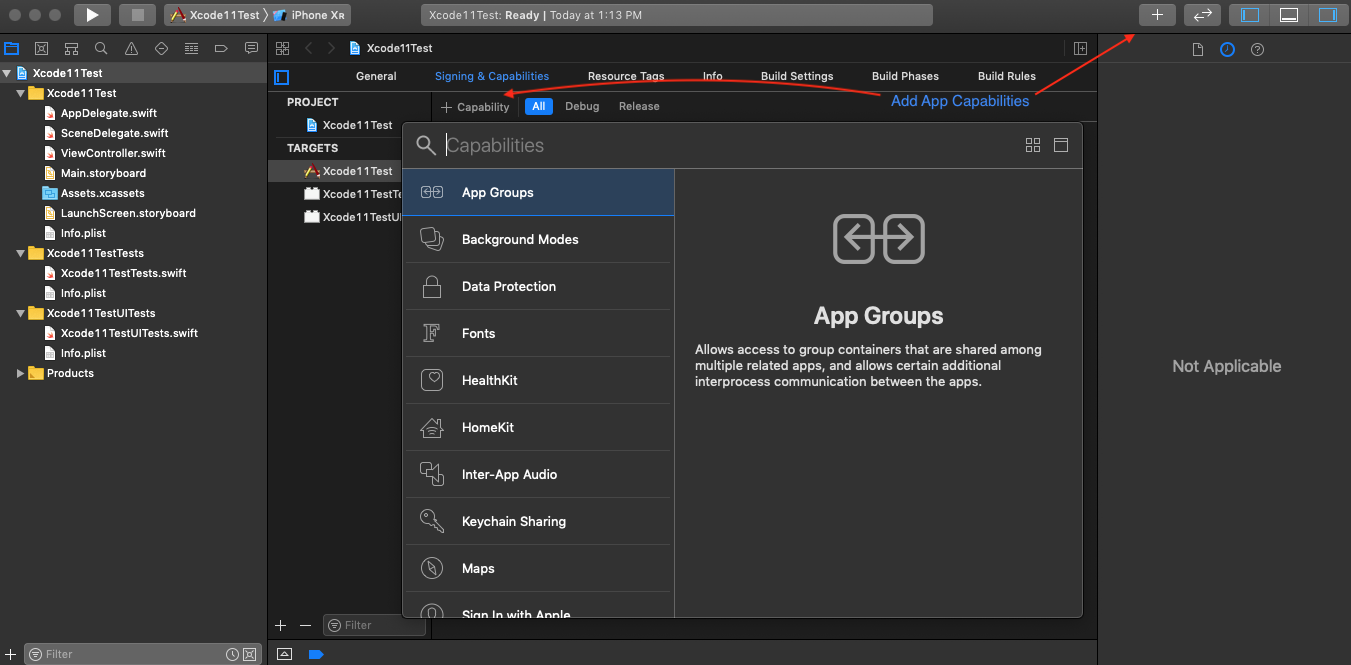 Xcode11Test
iPhone XR
Xcode11Test: Ready | Today at 1:13 PM
Xcode11Test
Xcode11Test
AppDelegate.swift
SceneDelegate.swift
ViewController.swift
Main.storyboard
Assets.xcassets
LaunchScreen.storyboard
Info.plist
Xcode11TestTests
Xcode11TestTests.swift
Info.plist
Xcode11TestUITests
Xcode11TestUITests.swift
Info.plist
Products
Filter
Xcode11Test
General
Signing & Capabilities
Resource Tags
Info
Build Settings
Build Phases
Build Rules
PROJECT
Xcode11Test
TARGETS
Xcode11Test
Xcode11TestTe
Xcode11TestUI
Filter
+ Capability
All
Debug
Release
Add App Capabilities
Capabilities
App Groups
Background Modes
Data Protection
Fonts
HealthKit
HomeKit
Inter-App Audio
Keychain Sharing
Maps
Sign In with Apple
App Groups
Allows access to group containers that are shared among
multiple related apps, and allows certain additional
interprocess communication between the apps.
Not Applicable